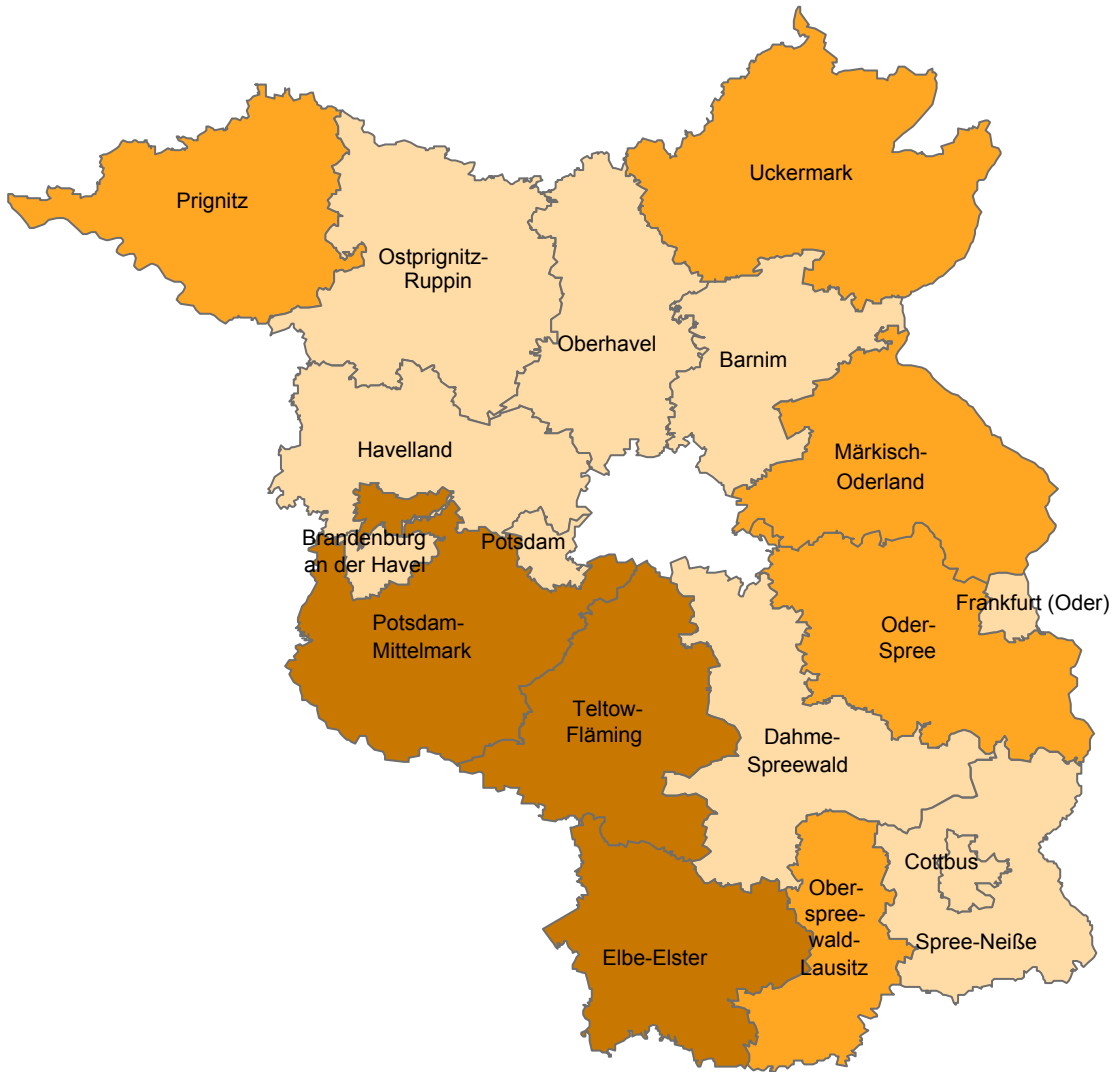 Uckermark
Prignitz
Ostprignitz-
Ruppin
Oberhavel
Barnim
Havelland
Märkisch-
Oderland
Brandenburg
an der Havel
Potsdam
Frankfurt (Oder)
Potsdam-
Mittelmark
Oder-
Spree
Teltow-
Fläming
Dahme-
Spreewald
Cottbus
Ober-
spree-
wald-
Lausitz
Spree-Neiße
Elbe-Elster